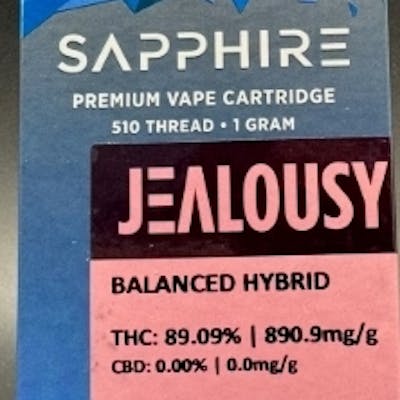 SAPPHIRE
PREMIUM VAPE CARTRIDGE
510 THREAD • 1 GRAM
JEALOUSY
BALANCED HYBRID
THC: 89.09% | 890.9mg/g
CBD: 0.00% | 0.0mg/g